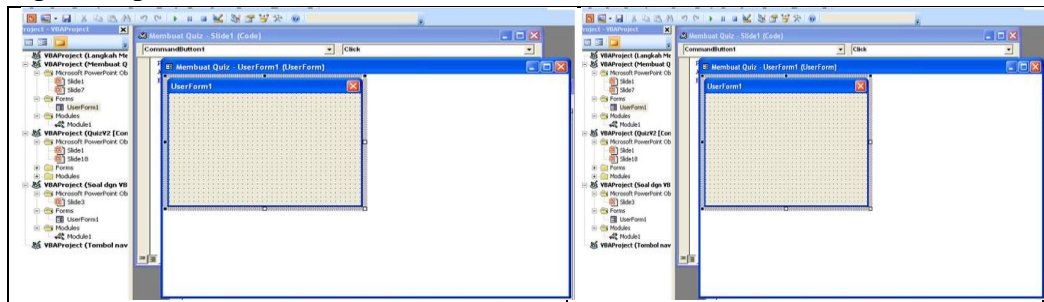 roject - VBAProject
VBAProject (Langkah Me
VBAProject (Membuat Q
Microsoft PowerPoint Ob
Slide1
Slide7
Forms
UserForm1
Modules
Module1
VBAProject (QuizV2 [Con
Microsoft PowerPoint Ob
Slide1
Slide18
Forms
Modules
VBAProject (Soal dgn VB
Microsoft PowerPoint Ob
Slide3
Forms
UserForm1
Modules
Module1
VBAProject (Tombol nav
Membuat Quiz - Slide1 (Code)
CommandButton1
Click
Membuat Quiz - UserForm1 (UserForm)
UserForm1
roject - VBAProject
VBAProject (Langkah Me
VBAProject (Membuat Q
Microsoft PowerPoint Ob
Slide1
Slide7
Forms
UserForm1
Modules
Module1
VBAProject (QuizV2 [Con
Microsoft PowerPoint Ob
Slide1
Slide18
Forms
Modules
VBAProject (Soal dgn VB
Microsoft PowerPoint Ob
Slide3
Forms
UserForm1
Modules
Module1
VBAProject (Tombol nav
Membuat Quiz - Slide1 (Code)
CommandButton1
Click
Membuat Quiz - UserForm1 (UserForm)
UserForm1